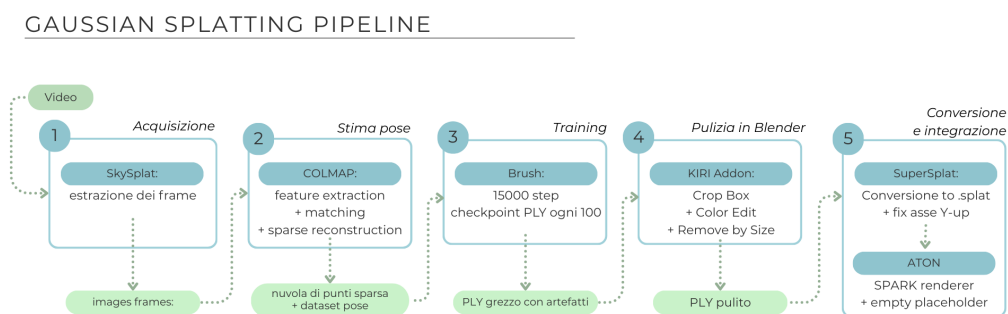 GAUSSIAN SPLATTING PIPELINE
Video
1
Acquisizione
SkySplat:
estrazione dei frame
images frames:
2
Stima pose
COLMAP:
feature extraction
+ matching
+ sparse reconstruction
nuvola di punti sparsa
+ dataset pose
3
Training
Brush:
15000 step
checkpoint PLY ogni 100
PLY grezzo con artefatti
4
Pulizia in Blender
KIRI Addon:
Crop Box
+ Color Edit
+ Remove by Size
PLY pulito
5
Conversione
e integrazione
SuperSplat:
Conversione to .splat
+ fix asse Y-up
ATON
SPARK renderer
+ empty placeholder